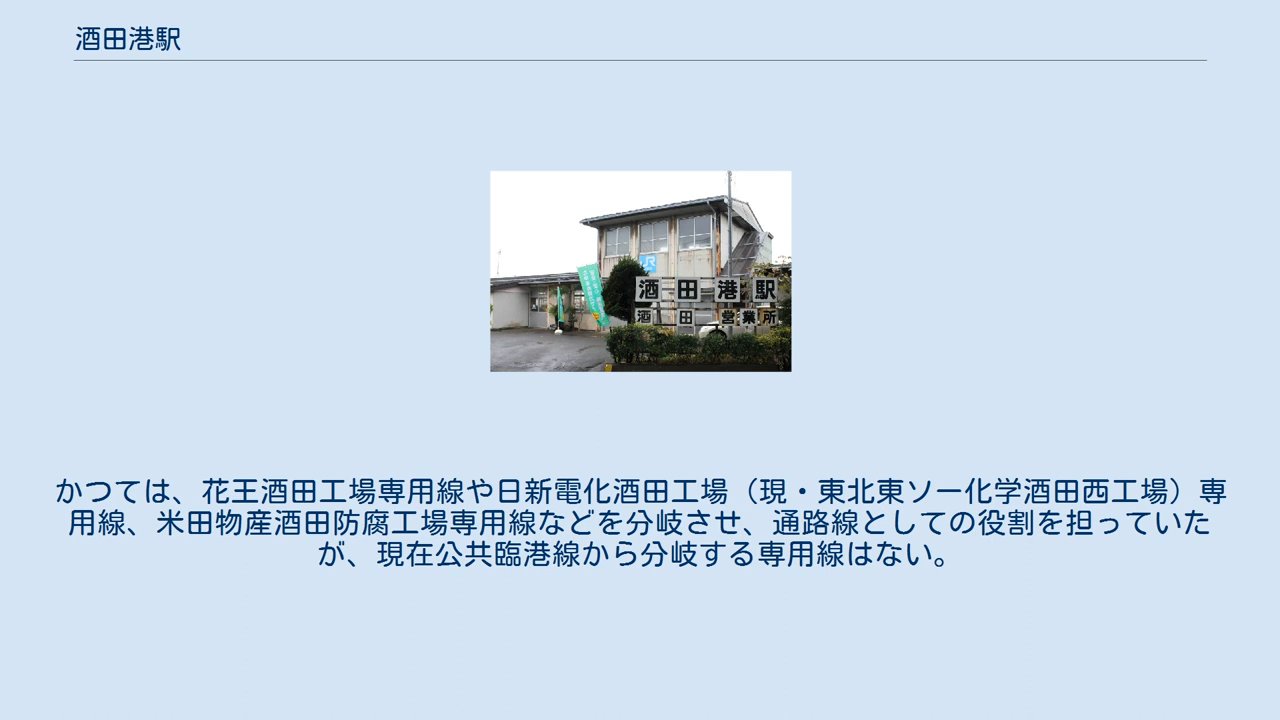 酒田港駅
JR
酒田港駅
酒田 営業所
かつては、花王酒田工場専用線や日新電化酒田工場（現・東北東ソー化学酒田西工場）専
用線、米田物産酒田防腐工場専用線などを分岐させ、通路線としての役割を担っていた
が、現在公共臨港線から分岐する専用線はない。